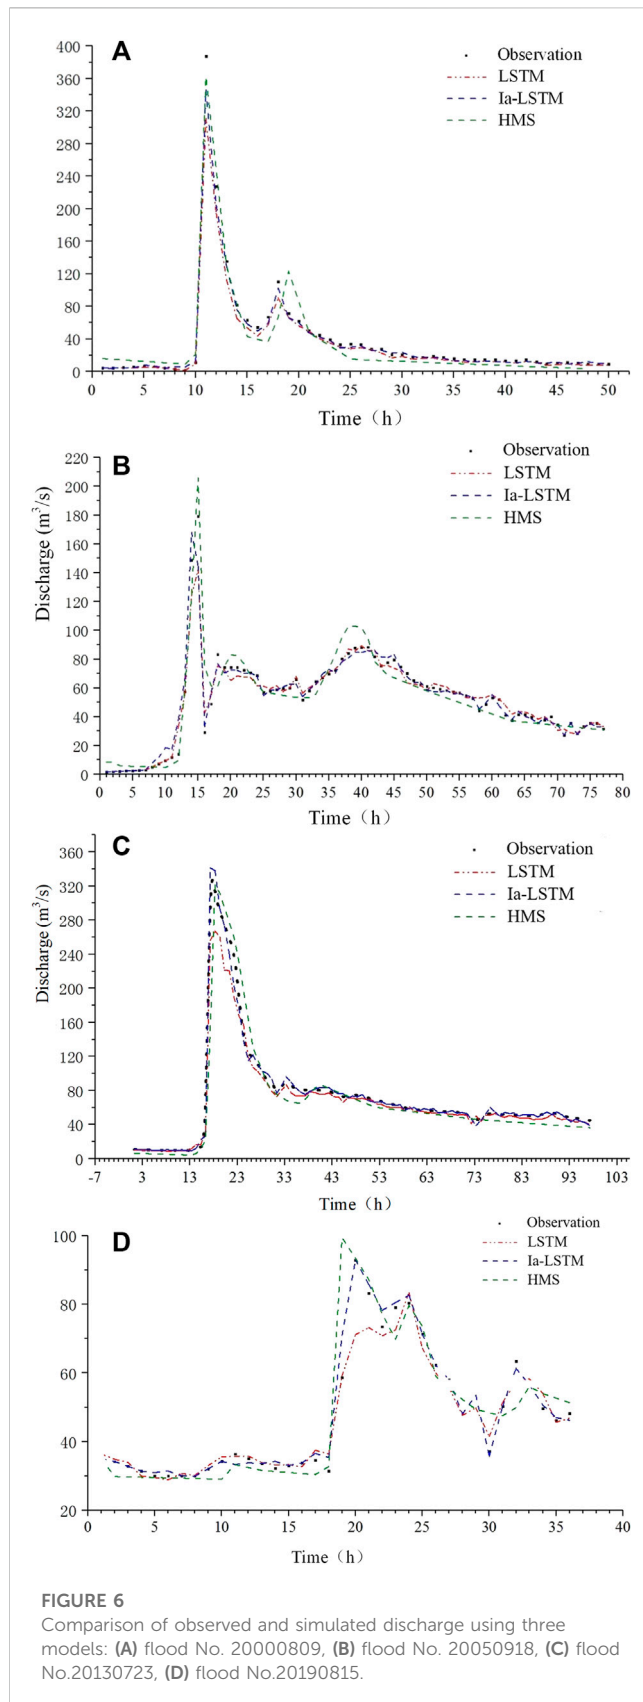 A
Observation
LSTM
Ia-LSTM
HMS
400
360
320
280
240
200
160
120
80
40
0
0 5 10 15 20 25 30 35 40 45 50
Time（h）
B
Observation
LSTM
Ia-LSTM
HMS
Discharge (m³/s)
220
200
180
160
140
120
100
80
60
40
20
0
0 5 10 15 20 25 30 35 40 45 50 55 60 65 70 75 80
Time（h）
C
Observation
LSTM
Ia-LSTM
HMS
Discharge (m³/s)
360
320
280
240
200
160
120
80
40
0
-7 3 13 23 33 43 53 63 73 83 93 103
Time（h）
D
Observation
LSTM
Ia-LSTM
HMS
100
80
60
40
20
0 5 10 15 20 25 30 35 40
Time（h）
FIGURE 6
Comparison of observed and simulated discharge using three
models: (A) flood No. 20000809, (B) flood No. 20050918, (C) flood
No.20130723, (D) flood No.20190815.